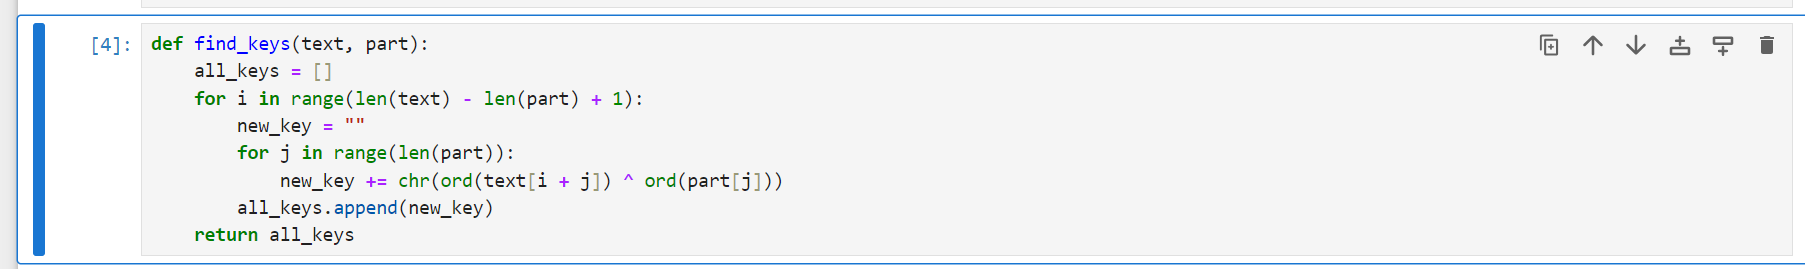 [4]: def find_keys(text, part):
    all_keys = []
    for i in range(len(text) - len(part) + 1):
        new_key = ""
        for j in range(len(part)):
            new_key += chr(ord(text[i + j]) ^ ord(part[j]))
        all_keys.append(new_key)
    return all_keys